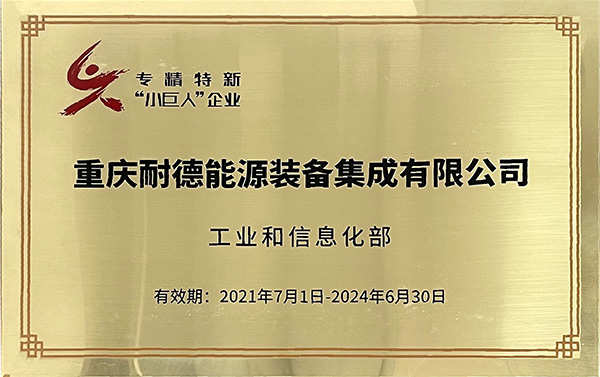 专精特新
“小巨人”企业
重庆耐德能源装备集成有限公司
工业和信息化部
有效期：2021年7月1日-2024年6月30日